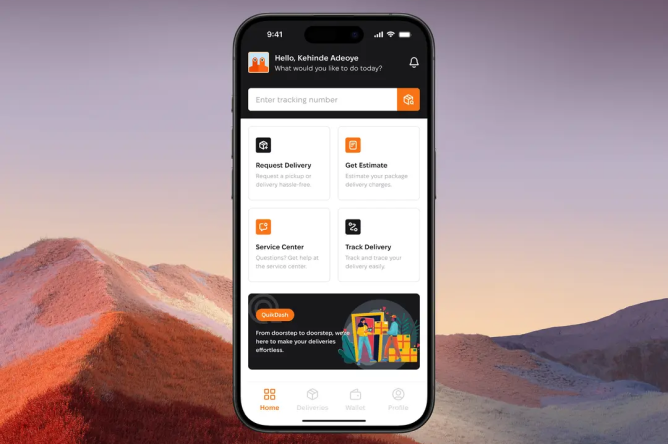 9:41
Hello, Kehinde Adeoye
What would you like to do today?
Enter tracking number
Request Delivery
Request a pickup or
delivery hassle-free.
Get Estimate
Estimate your package
delivery charges.
Service Center
Questions? Get help at
the service center.
Track Delivery
Track and trace your
delivery easily.
QuikDash
From doorstep to doorstep, we're
here to make your deliveries
effortless.
Home
Deliveries
Wallet
Profile